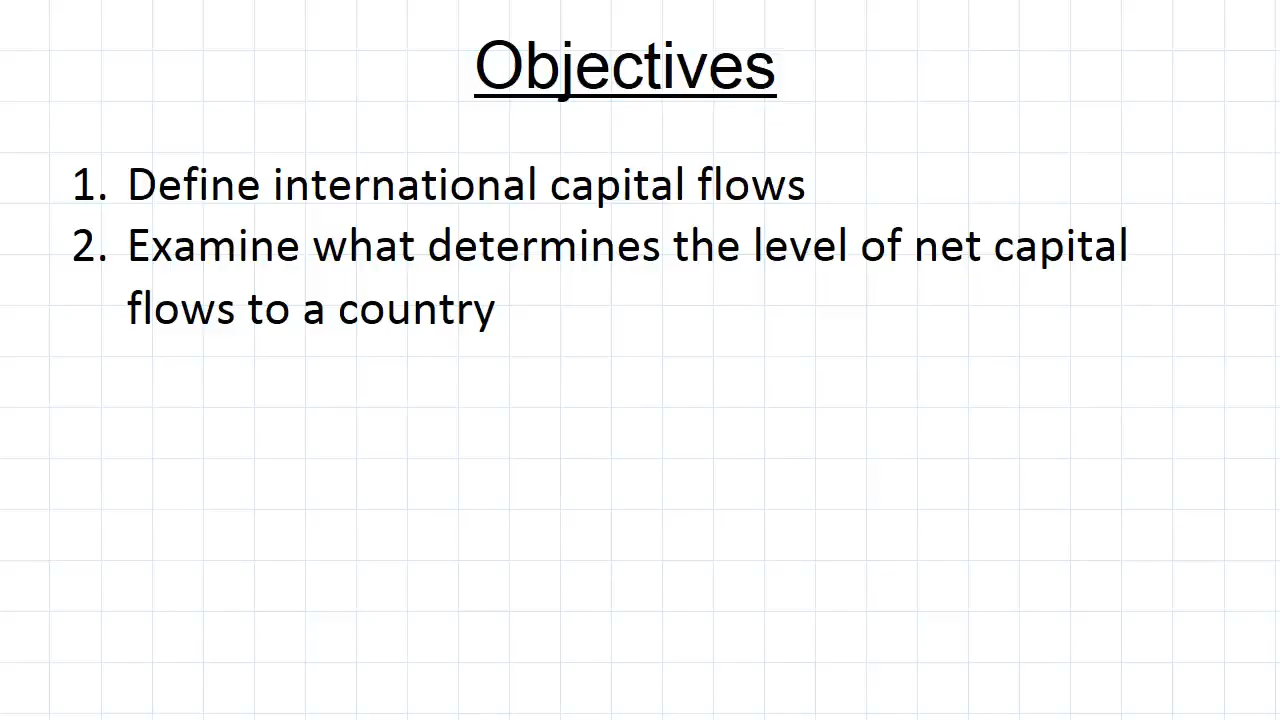 Objectives
1. Define international capital flows
2. Examine what determines the level of net capital
flows to a country